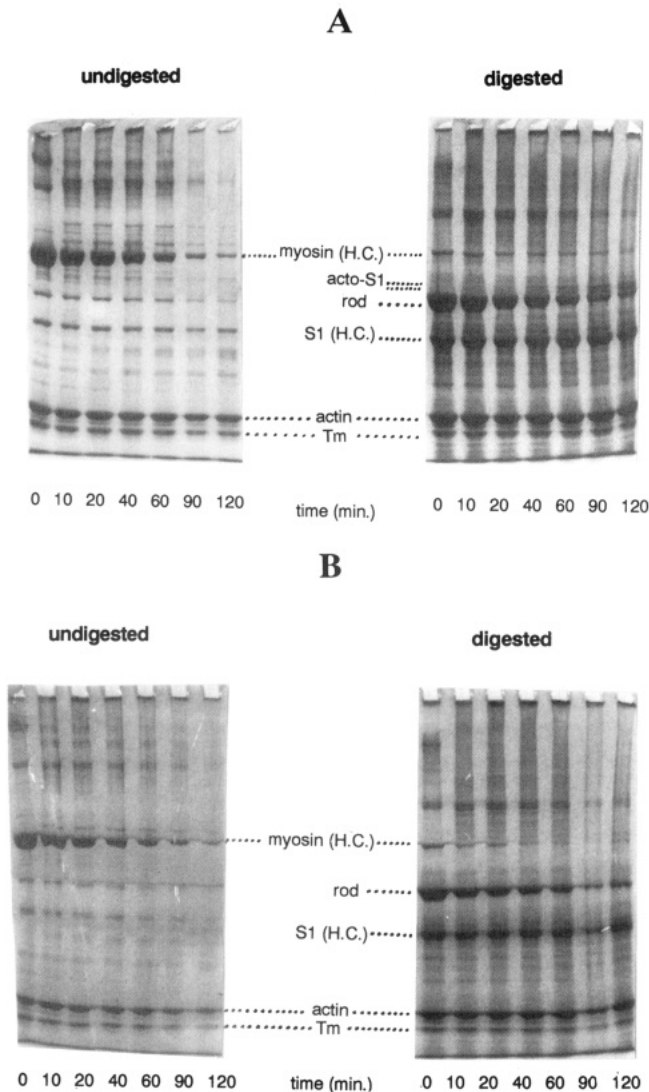 A
undigested
digested
myosin (H.C.)
acto-S1
rod
S1 (H.C.)
actin
Tm
0 10 20 40 60 90 120
time (min.)
0 10 20 40 60 90 120
B
undigested
digested
myosin (H.C.)
rod
S1 (H.C.)
actin
Tm
0 10 20 40 60 90 120
time (min.)
0 10 20 40 60 90 120